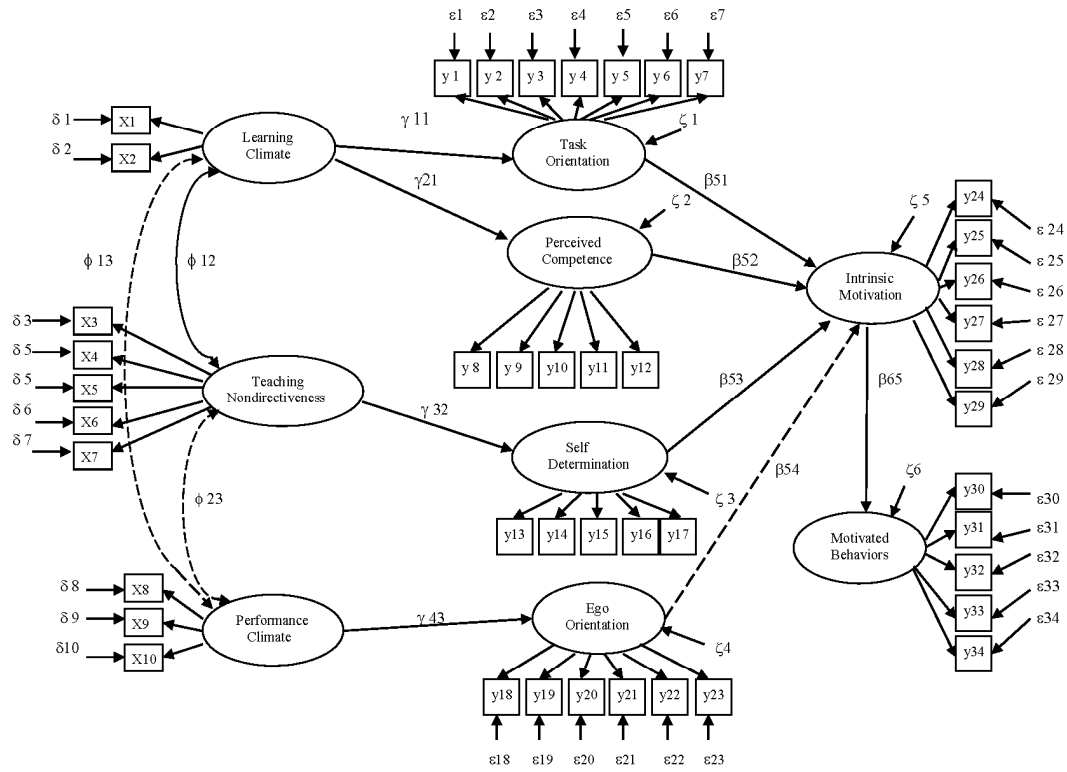 ε1 ε2 ε3 ε4 ε5 ε6 ε7
y 1 y 2 y 3 y 4 y 5 y 6 y7
δ 1 X1
δ 2 X2
Learning
Climate
γ 11
Task
Orientation
ζ 1
γ21
β51
ζ 2
Perceived
Competence
β52
ζ 5
Intrinsic
Motivation
y24
y25
y26
y27
y28
y29
ε 24
ε 25
ε 26
ε 27
ε 28
ε 29
ϕ 13
ϕ 12
δ 3 X3
δ 5 X4
δ 5 X5
δ 6 X6
δ 7 X7
Teaching
Nondirectiveness
y 8 y 9 y10 y11 y12
β53
β65
γ 32
Self
Determination
ζ 3
β54
y13 y14 y15 y16 y17
ϕ 23
ζ6
Motivated
Behaviors
y30
y31
y32
y33
y34
ε30
ε31
ε32
ε33
ε34
δ 8 X8
δ 9 X9
δ10 X10
Performance
Climate
γ 43
Ego
Orientation
ζ4
y18 y19 y20 y21 y22 y23
ε18 ε19 ε20 ε21 ε22 ε23